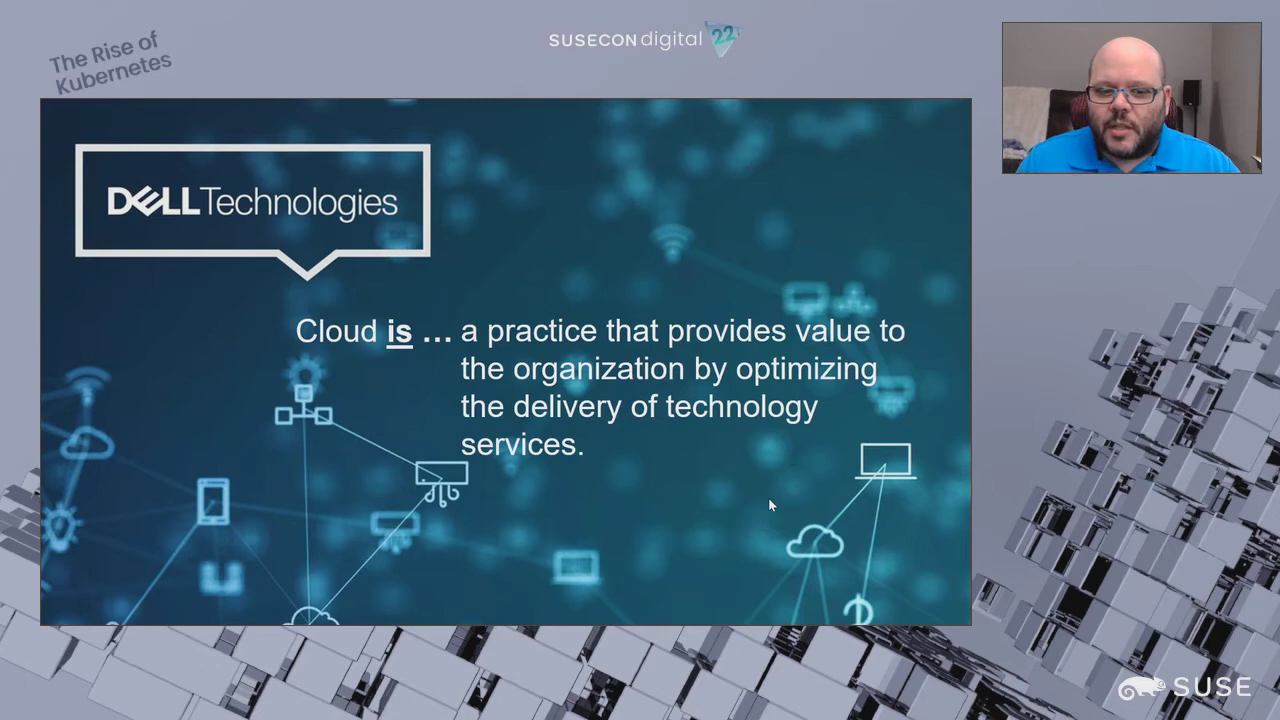 The Rise of
Kubernetes
SUSECON digital 22
DELL Technologies
Cloud is ... a practice that provides value to
the organization by optimizing
the delivery of technology
services.
SUSE